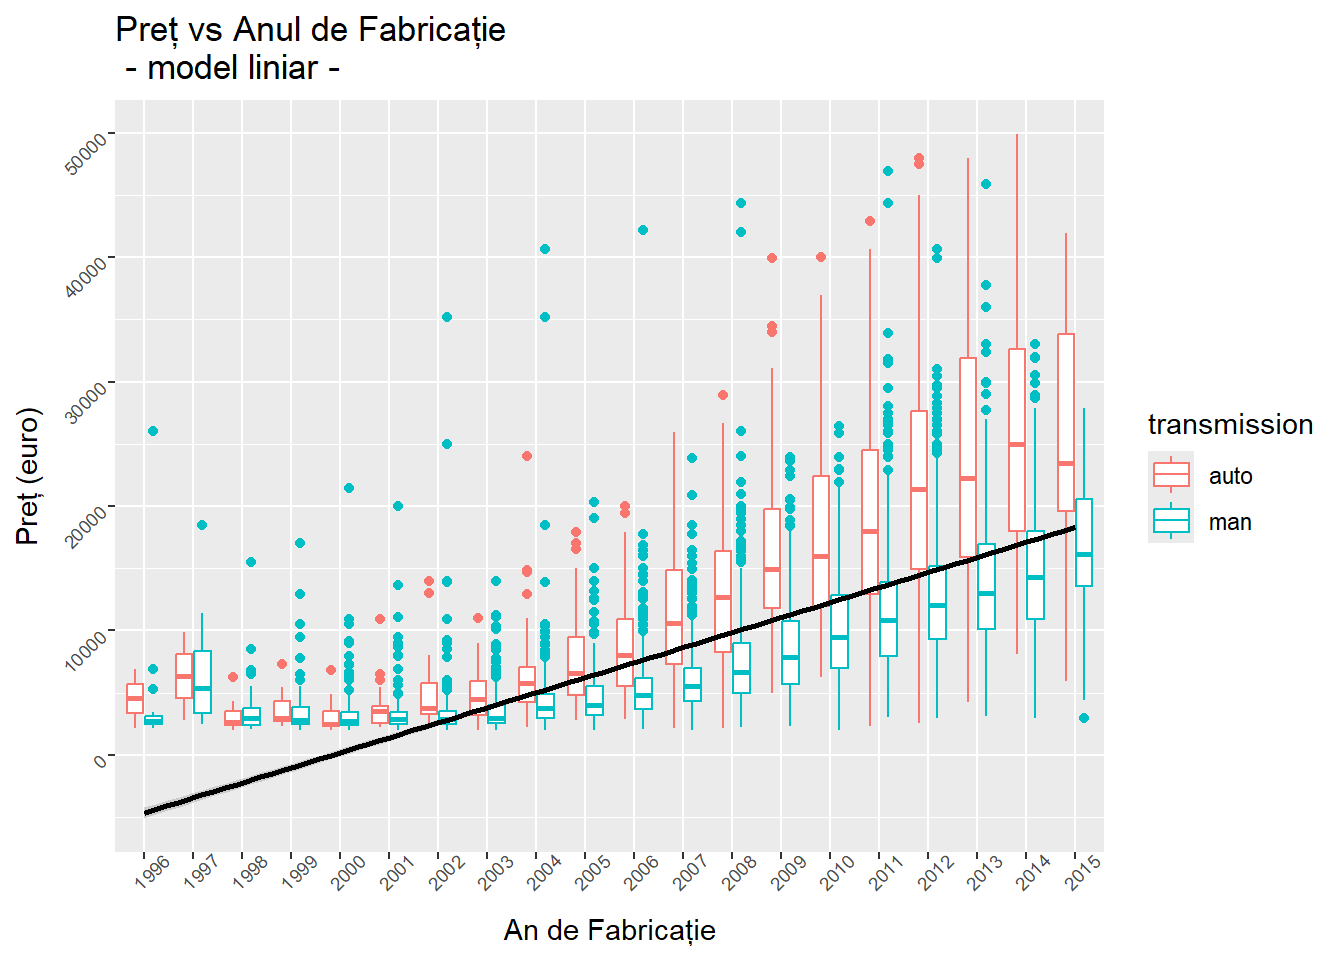 Preț vs Anul de Fabricație
- model liniar -
Preț (euro)
50000
40000
30000
20000
10000
0
1996 1997 1998 1999 2000 2001 2002 2003 2004 2005 2006 2007 2008 2009 2010 2011 2012 2013 2014 2015
An de Fabricație
transmission
auto
man